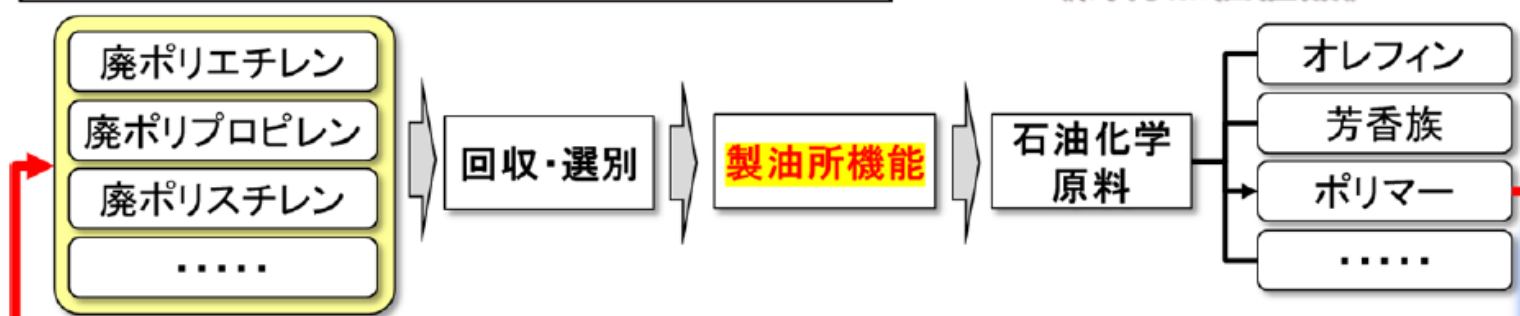 廃ポリエチレン
廃ポリプロピレン
廃ポリスチレン
・・・・・
回収・選別
製油所機能
石油化学
原料
オレフィン
芳香族
ポリマー
・・・・・